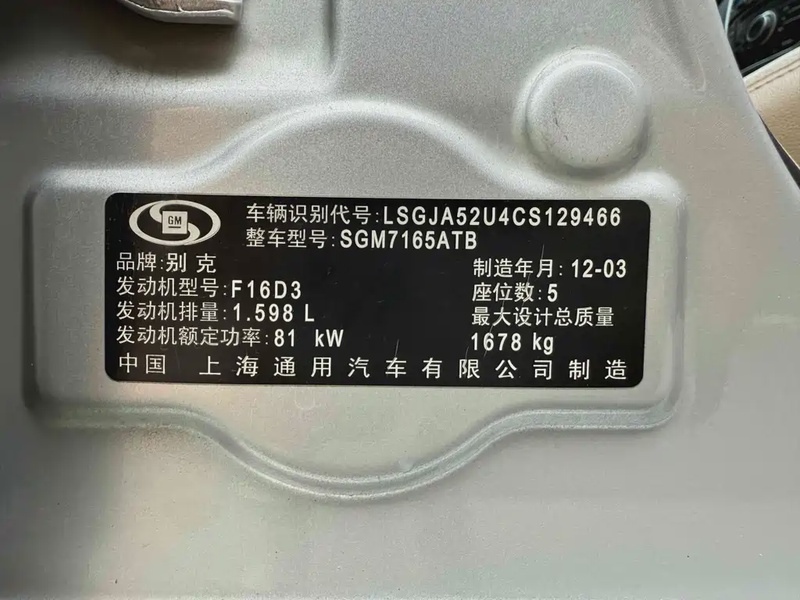 GM
车辆识别代号:LSGJA52U4CS129466
整车型号:SGM7165ATB
品牌:别克
制造年月:12-03
发动机型号:F16D3
座位数:5
发动机排量:1.598 L
最大设计总质量
发动机额定功率:81 kW
1678 kg
中国 上海通用汽车有限公司制造